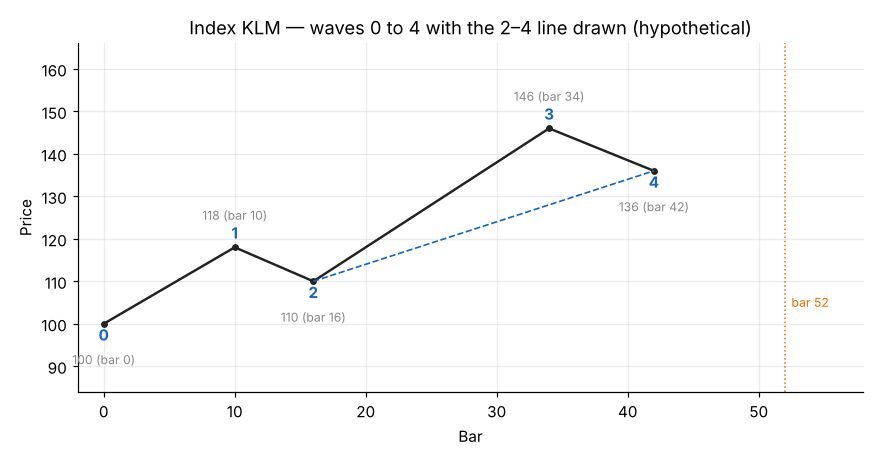 Index KLM — waves 0 to 4 with the 2–4 line drawn (hypothetical)
160
150
140
130
120
110
100
90
Price
146 (bar 34)
3
4
136 (bar 42)
118 (bar 10)
1
2
110 (bar 16)
0
100 (bar 0)
bar 52
0
10
20
30
40
50
Bar